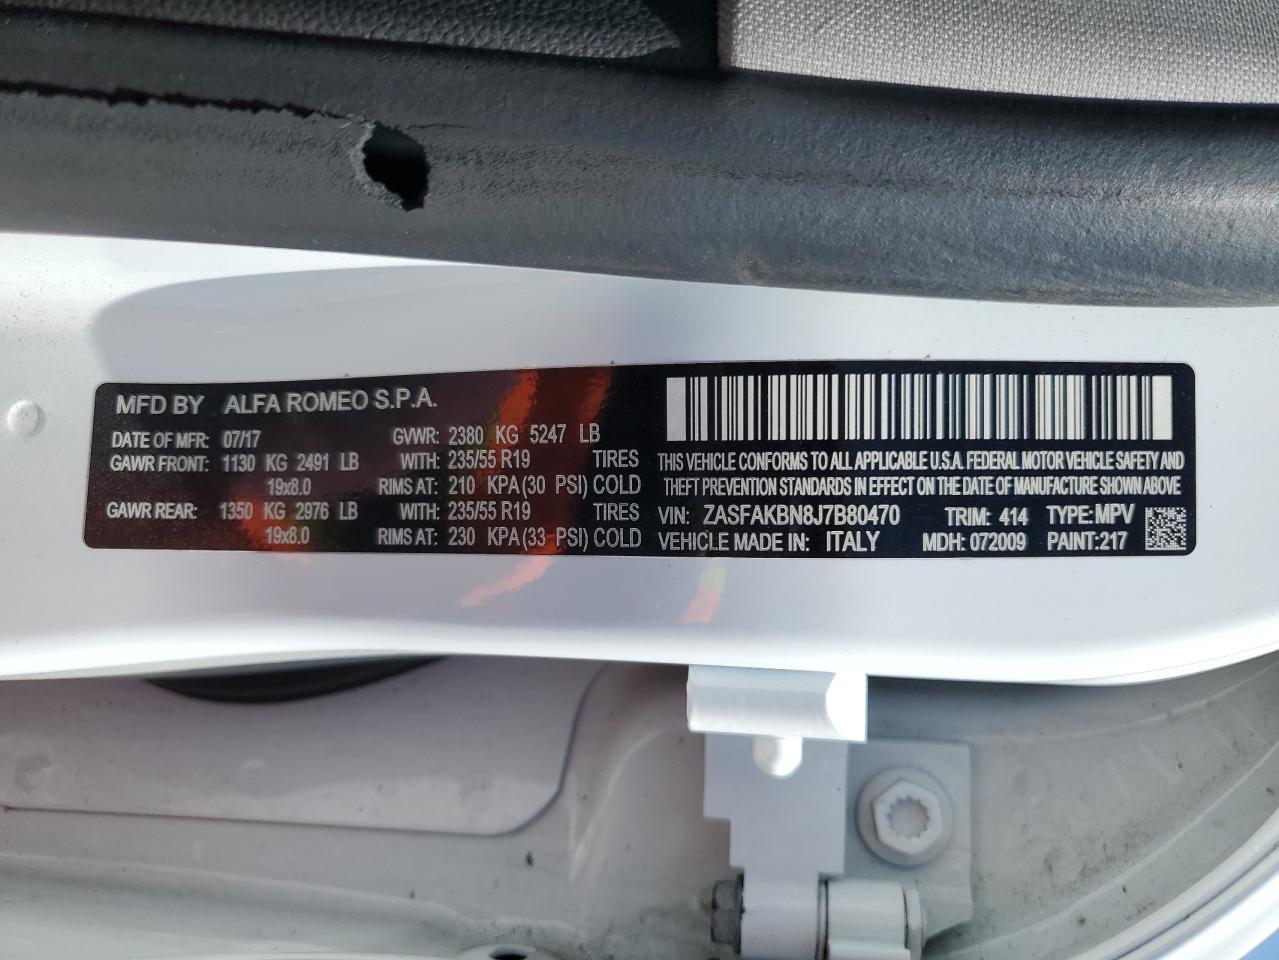 MFD BY ALFA ROMEO S.P.A.
DATE OF MFR: 07/17 GVWR: 2380 KG 5247 LB
GAWR FRONT: 1130 KG 2491 LB WITH: 235/55 R19 TIRES
19x8.0 RIMS AT: 210 KPA(30 PSI) COLD
GAWR REAR: 1350 KG 2976 LB WITH: 235/55 R19 TIRES
19x8.0 RIMS AT: 230 KPA(33 PSI) COLD
THIS VEHICLE CONFORMS TO ALL APPLICABLE U.S.A. FEDERAL MOTOR VEHICLE SAFETY AND
THEFT PREVENTION STANDARDS IN EFFECT ON THE DATE OF MANUFACTURE SHOWN ABOVE
VIN: ZASFAKBN8J7B80470 TRIM: 414 TYPE: MPV
VEHICLE MADE IN: ITALY MDH: 072009 PAINT:217